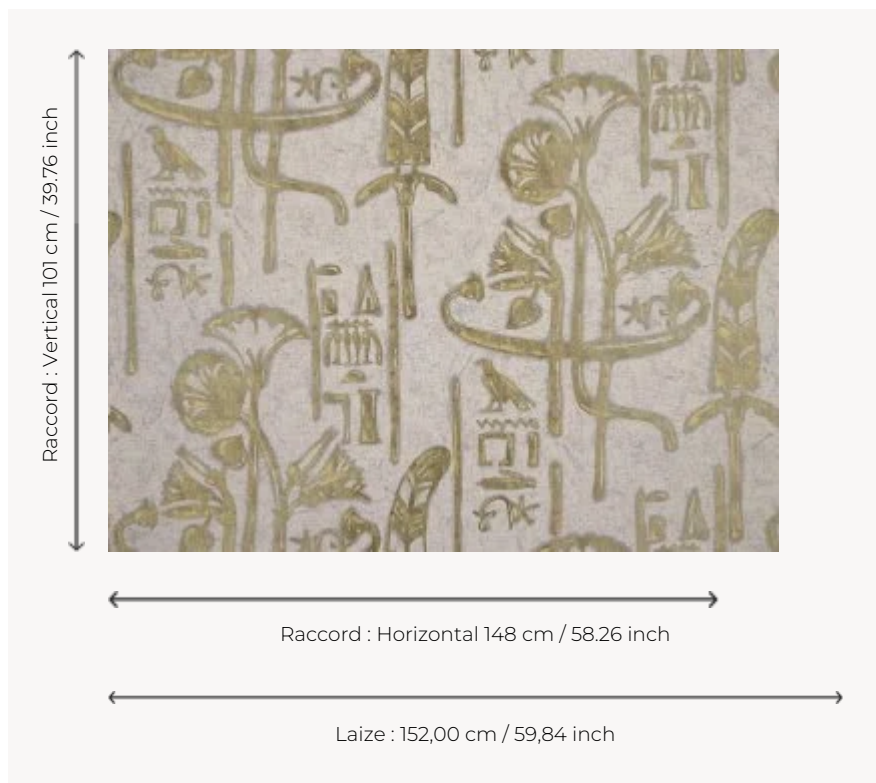 Raccord : Vertical 101 cm / 39.76 inch
Raccord : Horizontal 148 cm / 58.26 inch
Laize : 152,00 cm / 59,84 inch